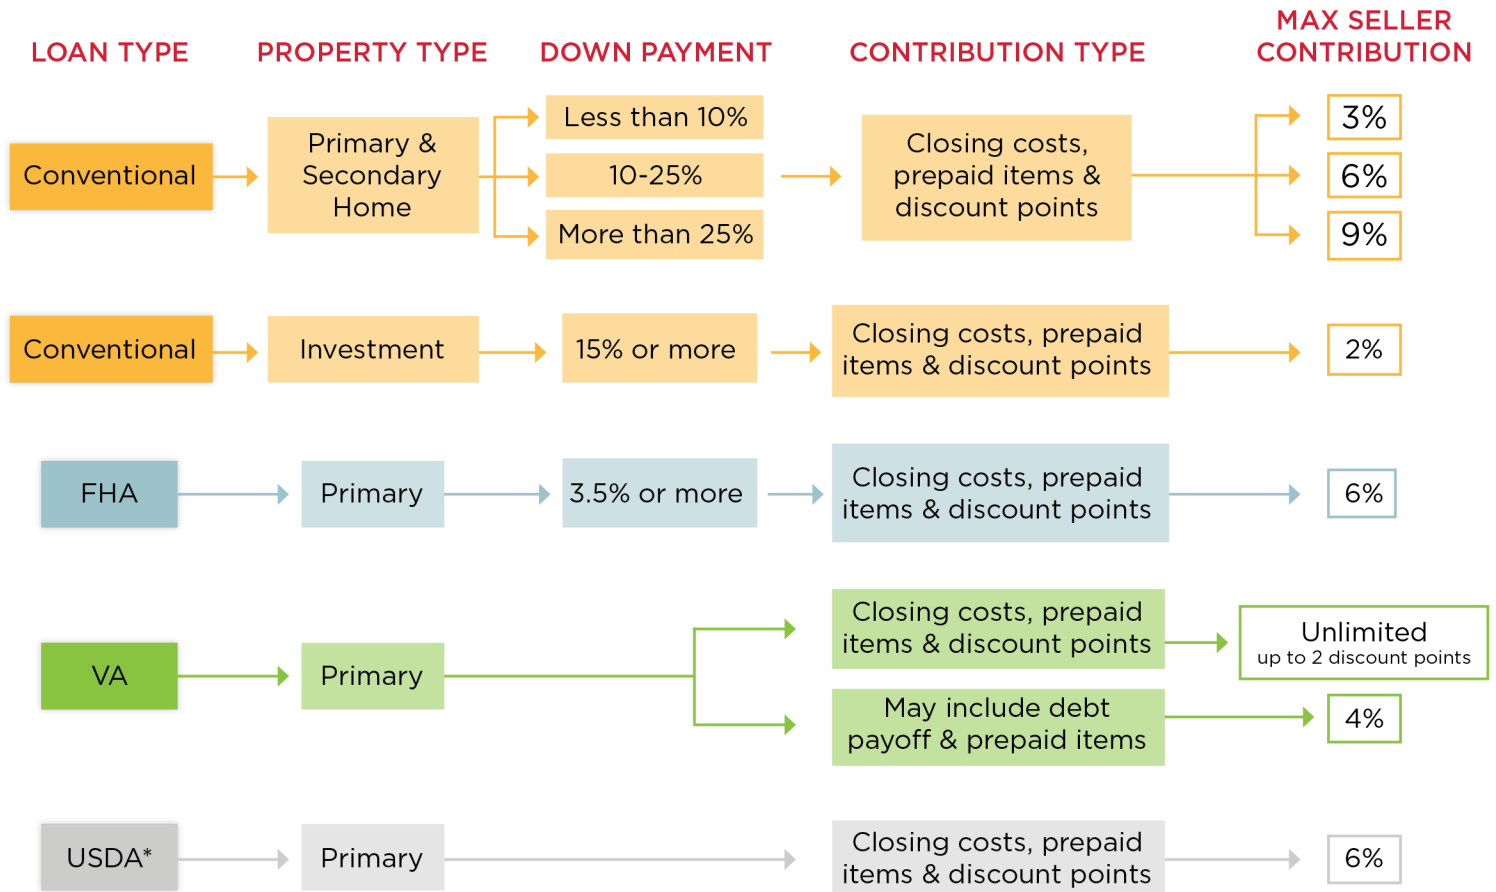 LOAN TYPE
PROPERTY TYPE
DOWN PAYMENT
CONTRIBUTION TYPE
MAX SELLER
CONTRIBUTION
Conventional
Primary &
Secondary
Home
Less than 10%
10-25%
More than 25%
Closing costs,
prepaid items &
discount points
3%
6%
9%
Conventional
Investment
15% or more
Closing costs, prepaid
items & discount points
2%
FHA
Primary
3.5% or more
Closing costs, prepaid
items & discount points
6%
VA
Primary
Closing costs, prepaid
items & discount points
Unlimited
up to 2 discount points
May include debt
payoff & prepaid items
4%
USDA*
Primary
Closing costs, prepaid
items & discount points
6%